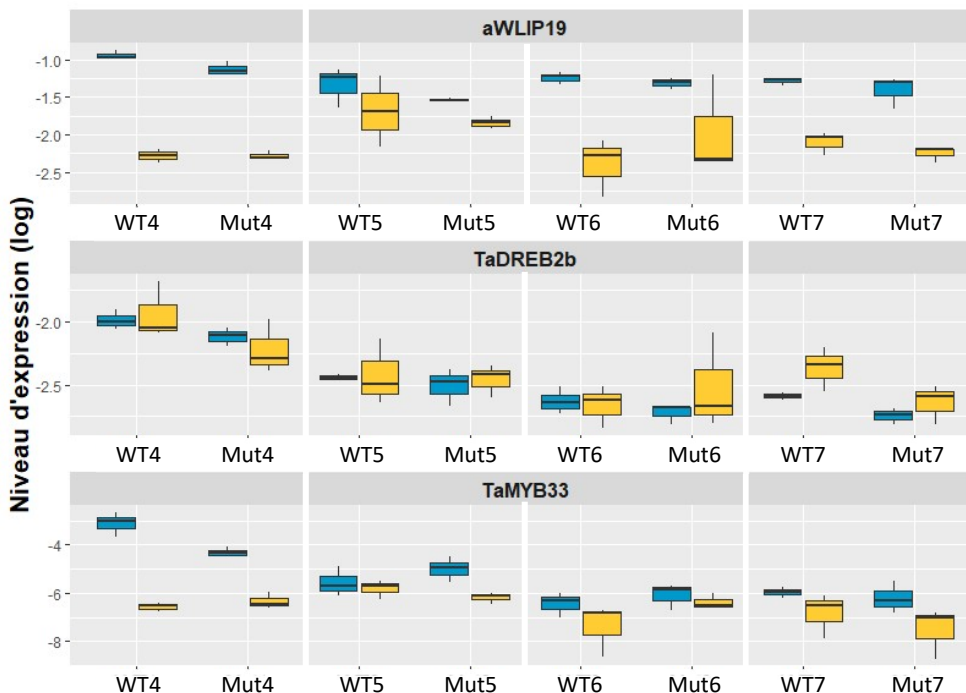 Niveau d'expression (log)
aWLIP19
-1.0
-1.5
-2.0
-2.5
WT4 Mut4 WT5 Mut5 WT6 Mut6 WT7 Mut7
TaDREB2b
-2.0
-2.5
WT4 Mut4 WT5 Mut5 WT6 Mut6 WT7 Mut7
TaMYB33
-4
-6
-8
WT4 Mut4 WT5 Mut5 WT6 Mut6 WT7 Mut7